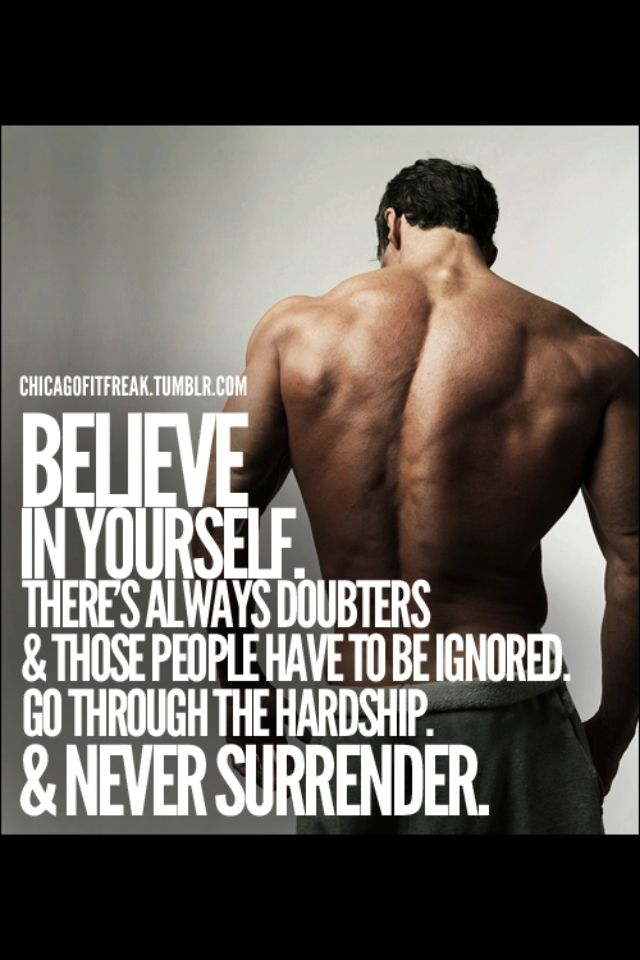 CHICAGOFITFREAK.TUMBLR.COM
BELIEVE
IN YOURSELF.
THERE'S ALWAYS DOUBTERS
& THOSE PEOPLE HAVE TO BE IGNORED.
GO THROUGH THE HARDSHIP.
& NEVER SURRENDER.